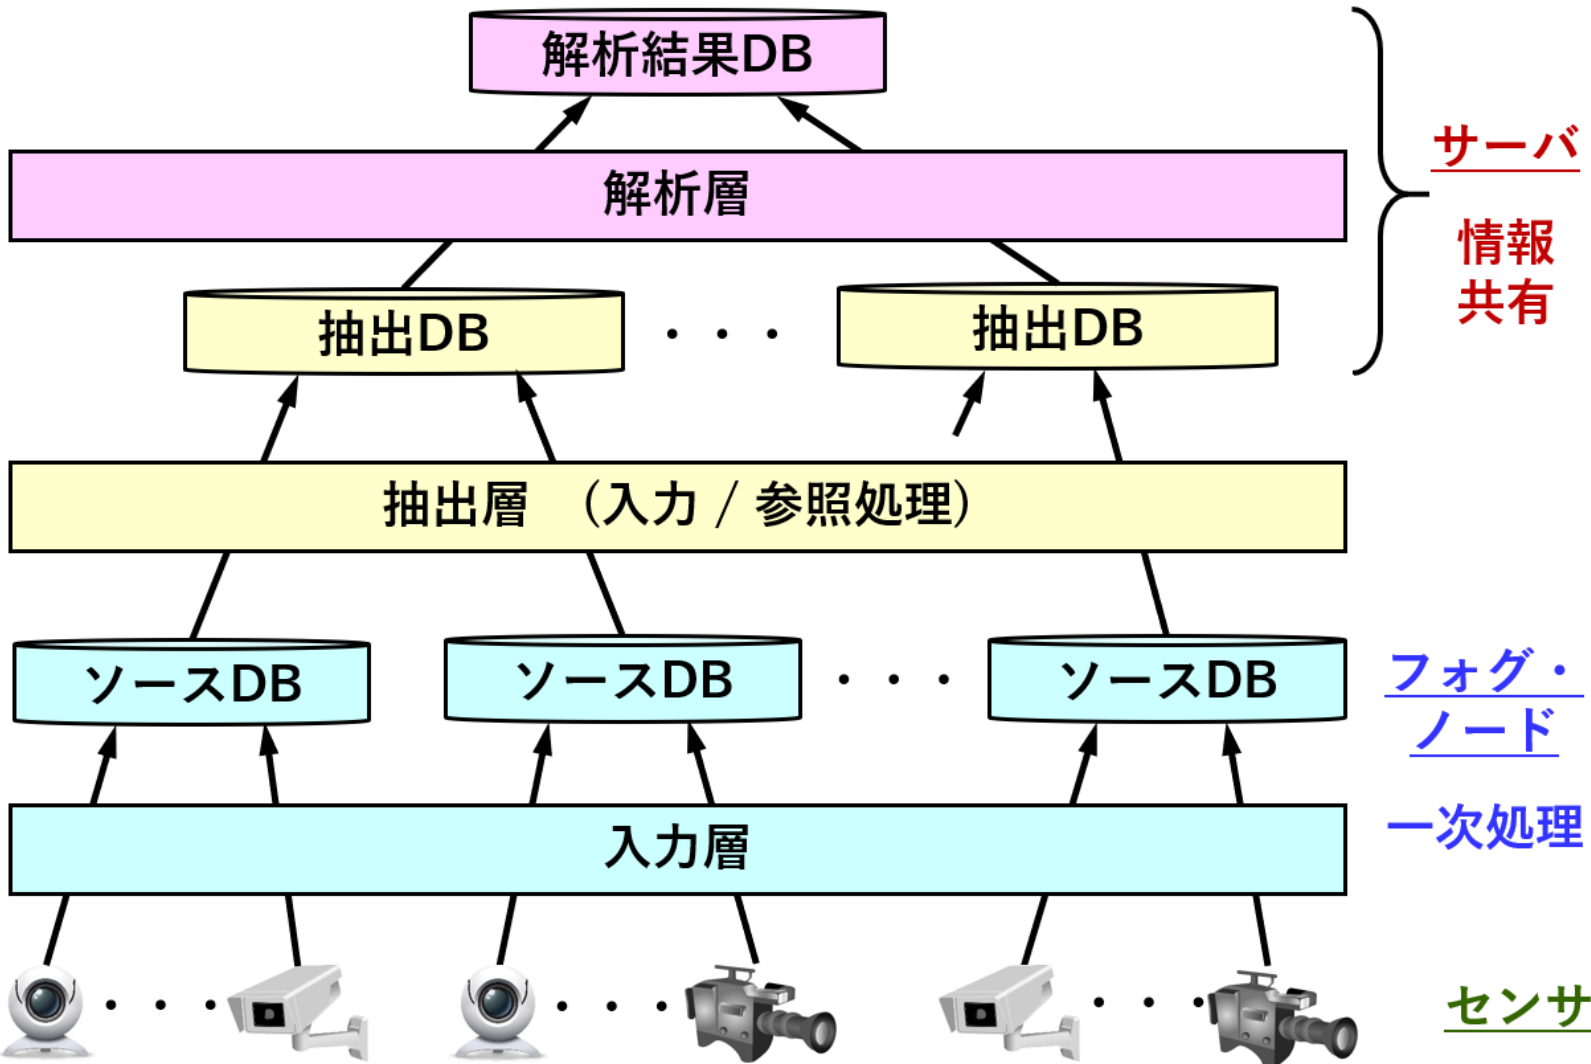 解析結果DB
サーバ
解析層
情報
共有
抽出DB ・・・ 抽出DB
抽出層 （入力 / 参照処理）
ソースDB ソースDB ・・・ ソースDB
フォグ・
ノード
一次処理
入力層
・・・ ・・・ ・・・
センサ